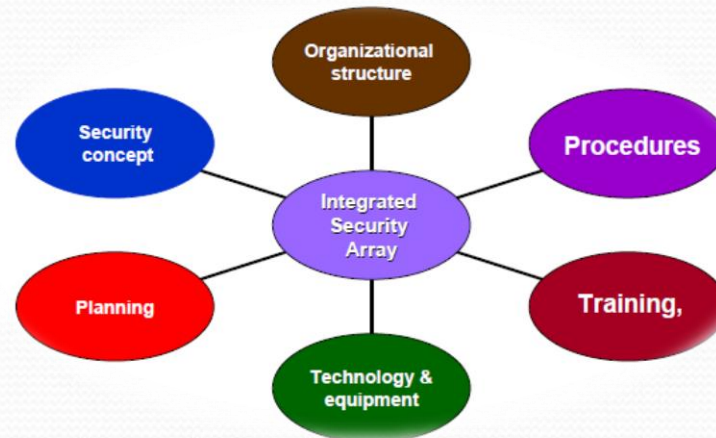 Organizational
structure
Security
concept
Procedures
Integrated
Security
Array
Planning
Training,
Technology &
equipment